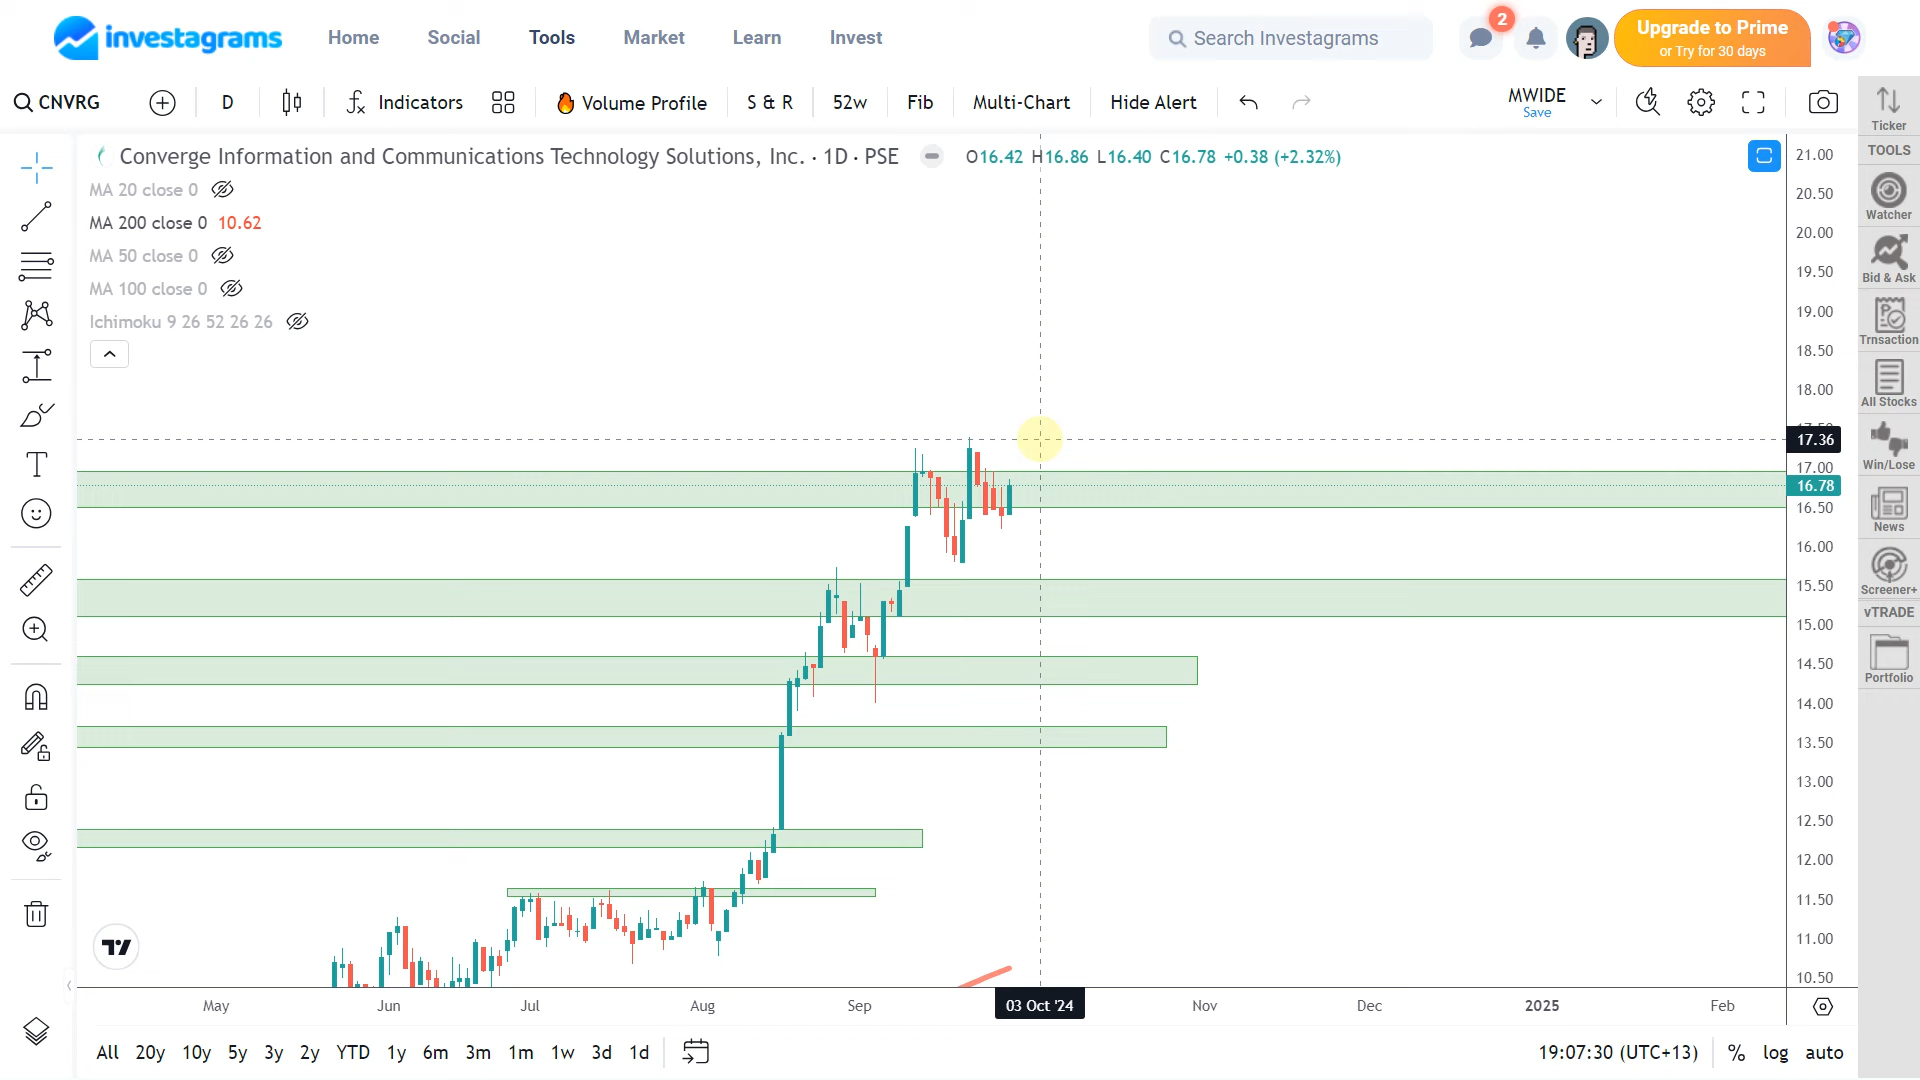 investagrams Home Social Tools Market Learn Invest Search Investagrams 2 Upgrade to Prime
or Try for 30 days
CNVRG D Indicators Volume Profile S & R 52w Fib Multi-Chart Hide Alert MWIDE
Save
Converge Information and Communications Technology Solutions, Inc. · 1D · PSE O16.42 H16.86 L16.40 C16.78 +0.38 (+2.32%)
MA 20 close 0
MA 200 close 0 10.62
MA 50 close 0
MA 100 close 0
Ichimoku 9 26 52 26 26
21.00
20.50
20.00
19.50
19.00
18.50
18.00
17.36
17.00
16.78
16.50
16.00
15.50
15.00
14.50
14.00
13.50
13.00
12.50
12.00
11.50
11.00
10.50
Ticker
TOOLS
Watcher
Bid & Ask
Trnsaction
All Stocks
Win/Lose
News
Screener+
vTRADE
Portfolio
May Jun Jul Aug Sep 03 Oct '24 Nov Dec 2025 Feb
All 20y 10y 5y 3y 2y YTD 1y 6m 3m 1m 1w 3d 1d 19:07:30 (UTC+13) % log auto